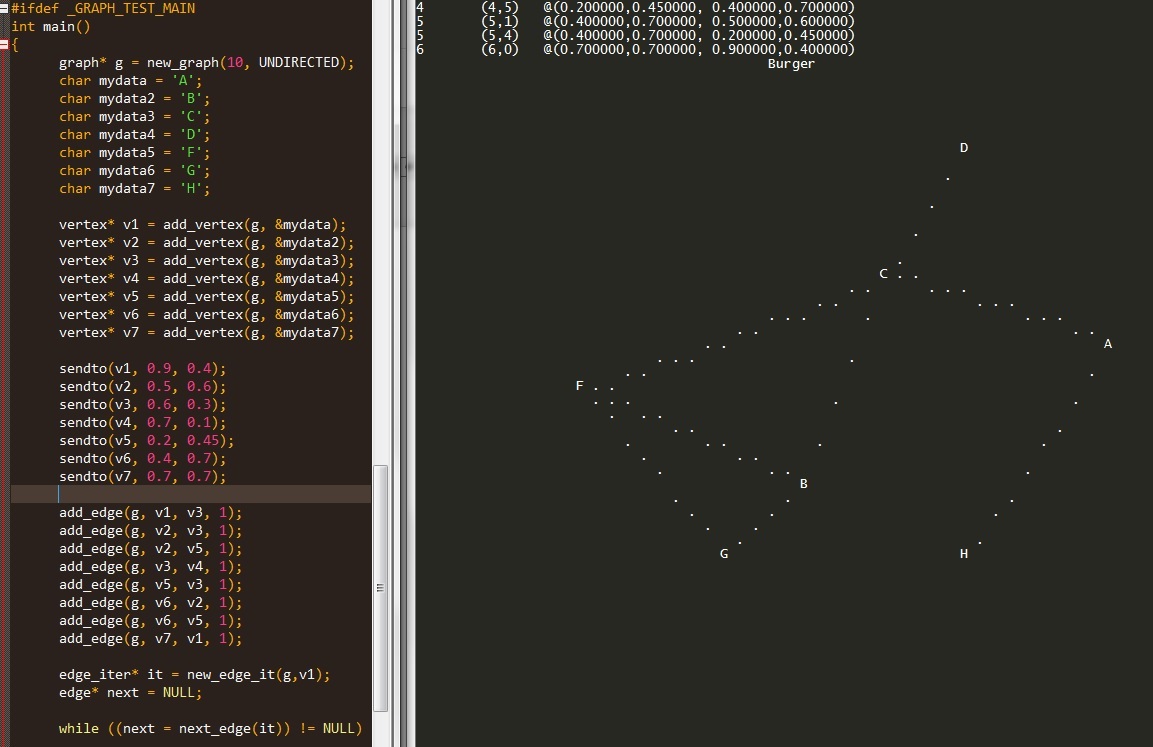 #ifdef _GRAPH_TEST_MAIN
int main()
{
graph* g = new_graph(10, UNDIRECTED);
char mydata = 'A';
char mydata2 = 'B';
char mydata3 = 'C';
char mydata4 = 'D';
char mydata5 = 'F';
char mydata6 = 'G';
char mydata7 = 'H';
vertex* v1 = add_vertex(g, &mydata);
vertex* v2 = add_vertex(g, &mydata2);
vertex* v3 = add_vertex(g, &mydata3);
vertex* v4 = add_vertex(g, &mydata4);
vertex* v5 = add_vertex(g, &mydata5);
vertex* v6 = add_vertex(g, &mydata6);
vertex* v7 = add_vertex(g, &mydata7);
sendto(v1, 0.9, 0.4);
sendto(v2, 0.5, 0.6);
sendto(v3, 0.6, 0.3);
sendto(v4, 0.7, 0.1);
sendto(v5, 0.2, 0.45);
sendto(v6, 0.4, 0.7);
sendto(v7, 0.7, 0.7);
add_edge(g, v1, v3, 1);
add_edge(g, v2, v3, 1);
add_edge(g, v2, v5, 1);
add_edge(g, v3, v4, 1);
add_edge(g, v5, v3, 1);
add_edge(g, v6, v2, 1);
add_edge(g, v6, v5, 1);
add_edge(g, v7, v1, 1);
edge_iter* it = new_edge_it(g,v1);
edge* next = NULL;
while ((next = next_edge(it)) != NULL)
4 (4,5) @(0.200000,0.450000, 0.400000,0.700000)
5 (5,1) @(0.400000,0.700000, 0.500000,0.600000)
5 (5,4) @(0.400000,0.700000, 0.200000,0.450000)
6 (6,0) @(0.700000,0.700000, 0.900000,0.400000)
Burger
D
C
A
F
B
G H